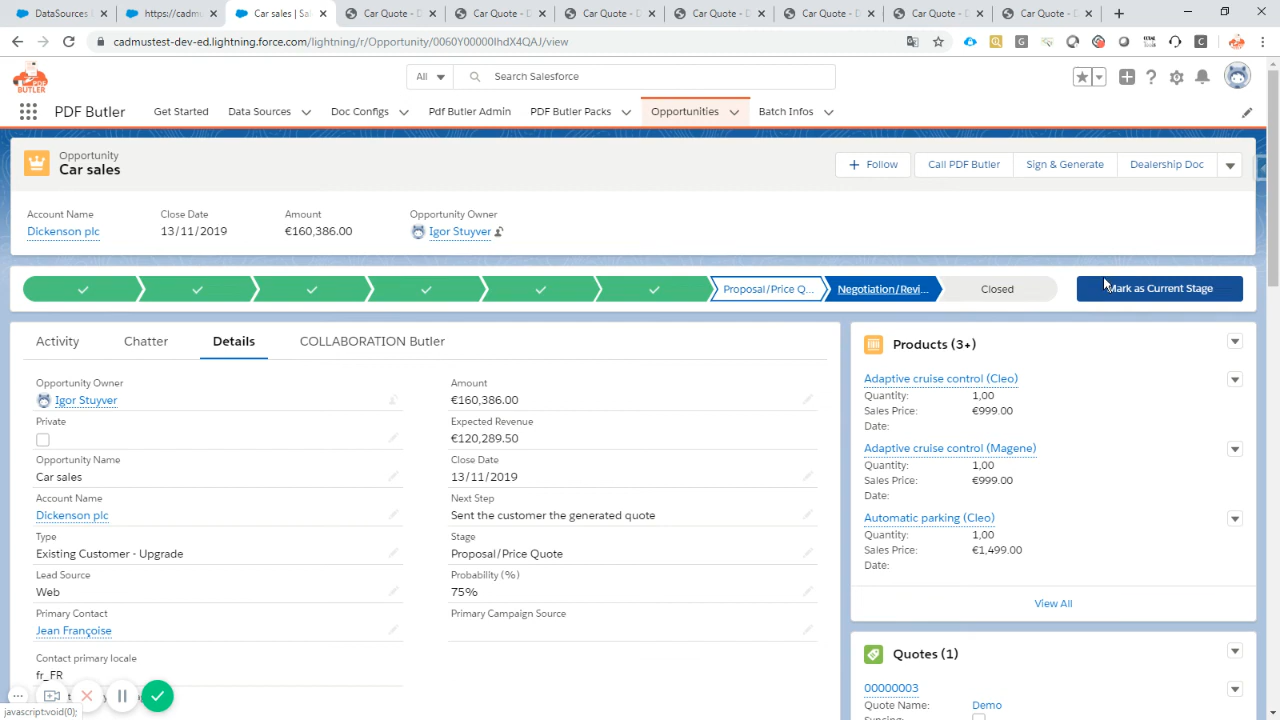 DataSources |
https://cadmu
Car sales | Sal
Car Quote - D
Car Quote - D
Car Quote - D
Car Quote - D
Car Quote - D
Car Quote - D
Car Quote - D
cadmustest-dev-ed.lightning.force.com/lightning/r/Opportunity/0060Y00000IhdX4QAJ/view
PDF BUTLER
All
Search Salesforce
PDF Butler
Get Started
Data Sources
Doc Configs
Pdf Butler Admin
PDF Butler Packs
Opportunities
Batch Infos
Opportunity
Car sales
Follow
Call PDF Butler
Sign & Generate
Dealership Doc
Account Name
Close Date
Amount
Opportunity Owner
Dickenson plc
13/11/2019
€160,386.00
Igor Stuyver
Proposal/Price Q...
Negotiation/Revi...
Closed
Mark as Current Stage
Activity
Chatter
Details
COLLABORATION Butler
Opportunity Owner
Igor Stuyver
Private
Opportunity Name
Car sales
Account Name
Dickenson plc
Type
Existing Customer - Upgrade
Lead Source
Web
Primary Contact
Jean Françoise
Contact primary locale
fr_FR
Amount
€160,386.00
Expected Revenue
€120,289.50
Close Date
13/11/2019
Next Step
Sent the customer the generated quote
Stage
Proposal/Price Quote
Probability (%)
75%
Primary Campaign Source
Products (3+)
Adaptive cruise control (Cleo)
Quantity: 1,00
Sales Price: €999.00
Date:
Adaptive cruise control (Magene)
Quantity: 1,00
Sales Price: €999.00
Date:
Automatic parking (Cleo)
Quantity: 1,00
Sales Price: €1,499.00
Date:
View All
Quotes (1)
00000003
Quote Name: Demo
Syncing:
javascript:void(0);